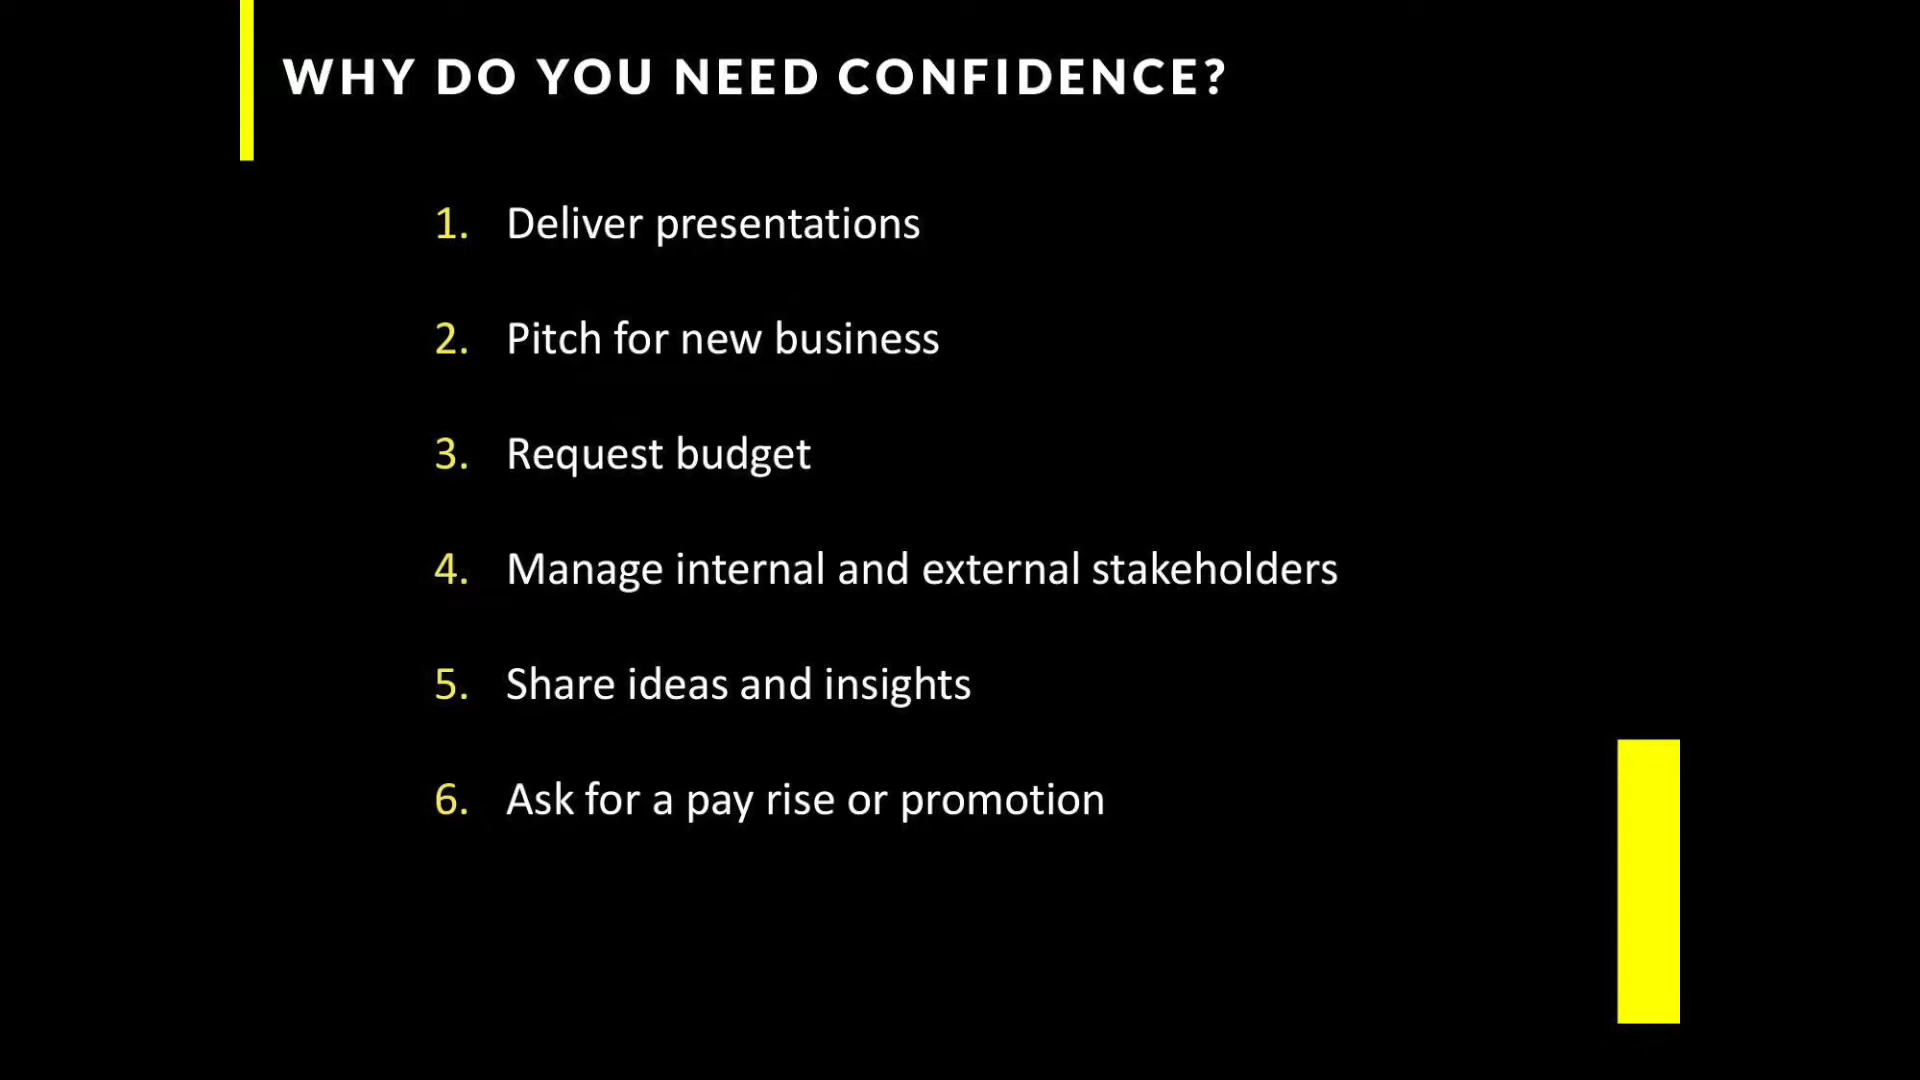 WHY DO YOU NEED CONFIDENCE?
1. Deliver presentations
2. Pitch for new business
3. Request budget
4. Manage internal and external stakeholders
5. Share ideas and insights
6. Ask for a pay rise or promotion